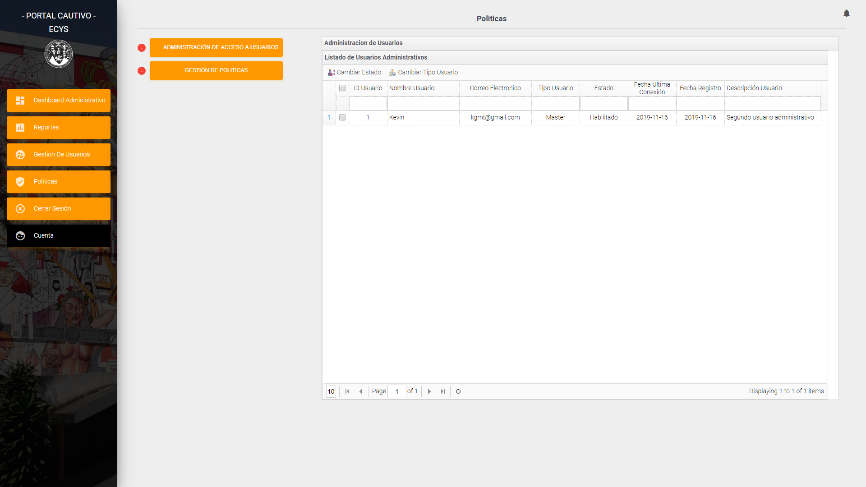 - PORTAL CAUTIVO -
ECYS
Dashboard Administrativo
Reportes
Gestion De Usuarios
Politicas
Cerrar Sesion
Cuenta
Politicas
ADMINISTRACIÓN DE ACCESO A USUARIOS
GESTION DE POLITICAS
Administracion de Usuarios
Listado de Usuarios Administrativos
Cambiar Estado Cambiar Tipo Usuario
ID Usuario Nombre Usuario Correo Electronico Tipo Usuario Estado Fecha Ultima Conexión Fecha Registro Descripción Usuario
1 1 Kevin kgmt@gmail.com Master Habilitado 2019-11-16 2019-11-16 Segundo usuario administrativo
10 Page 1 of 1 Displaying 1 to 1 of 1 items